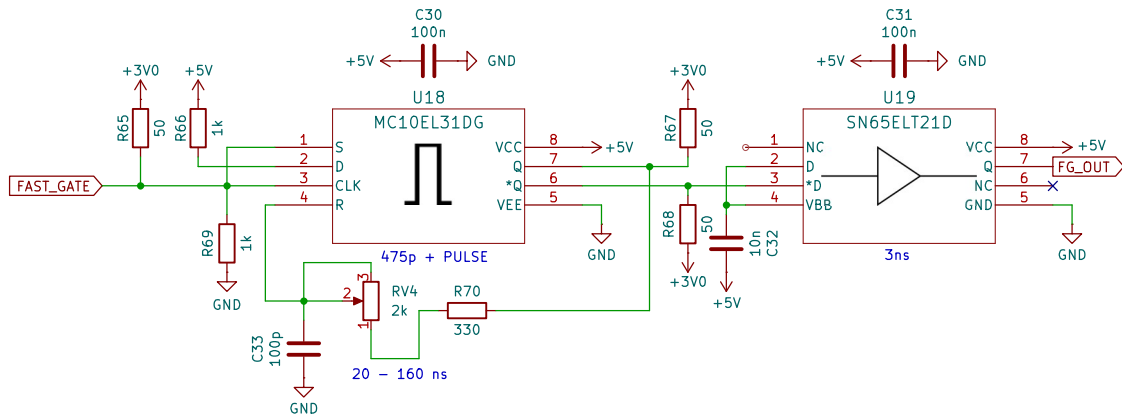 C30
100n
+5V
GND
C31
100n
+5V
GND
+3V0
+5V
R65
50
R66
1k
U18
MC10EL31DG
1
S
2
D
3
CLK
4
R
VCC
8
+5V
Q
7
*Q
6
VEE
5
GND
475p + PULSE
+3V0
R67
50
R68
50
+3V0
U19
SN65ELT21D
1
NC
2
D
3
*D
4
VBB
VCC
8
+5V
Q
7
FG_OUT
NC
6
GND
5
GND
3ns
10n
C32
+5V
FAST_GATE
R69
1k
GND
3
2
1
RV4
2k
R70
330
C33
100p
GND
20 – 160 ns